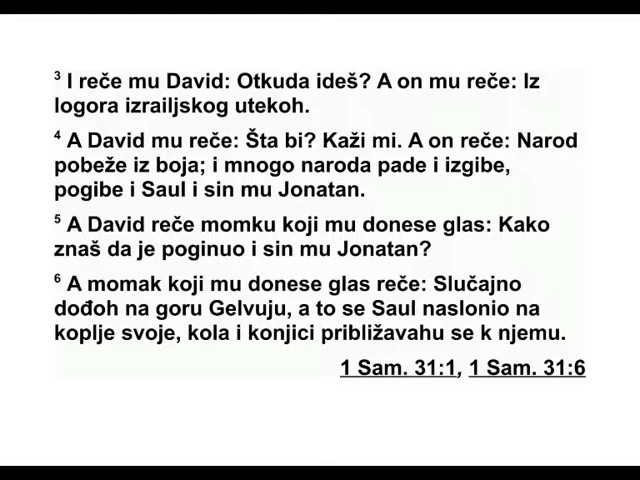 ³ I reče mu David: Otkuda ideš? A on mu reče: Iz
logora izrailjskog utekoh.
⁴ A David mu reče: Šta bi? Kaži mi. A on reče: Narod
pobeže iz boja; i mnogo naroda pade i izgibe,
pogibe i Saul i sin mu Jonatan.
⁵ A David reče momku koji mu donese glas: Kako
znaš da je poginuo i sin mu Jonatan?
⁶ A momak koji mu donese glas reče: Slučajno
dođoh na goru Gelvuju, a to se Saul naslonio na
koplje svoje, kola i konjici približavahu se k njemu.
1 Sam. 31:1, 1 Sam. 31:6